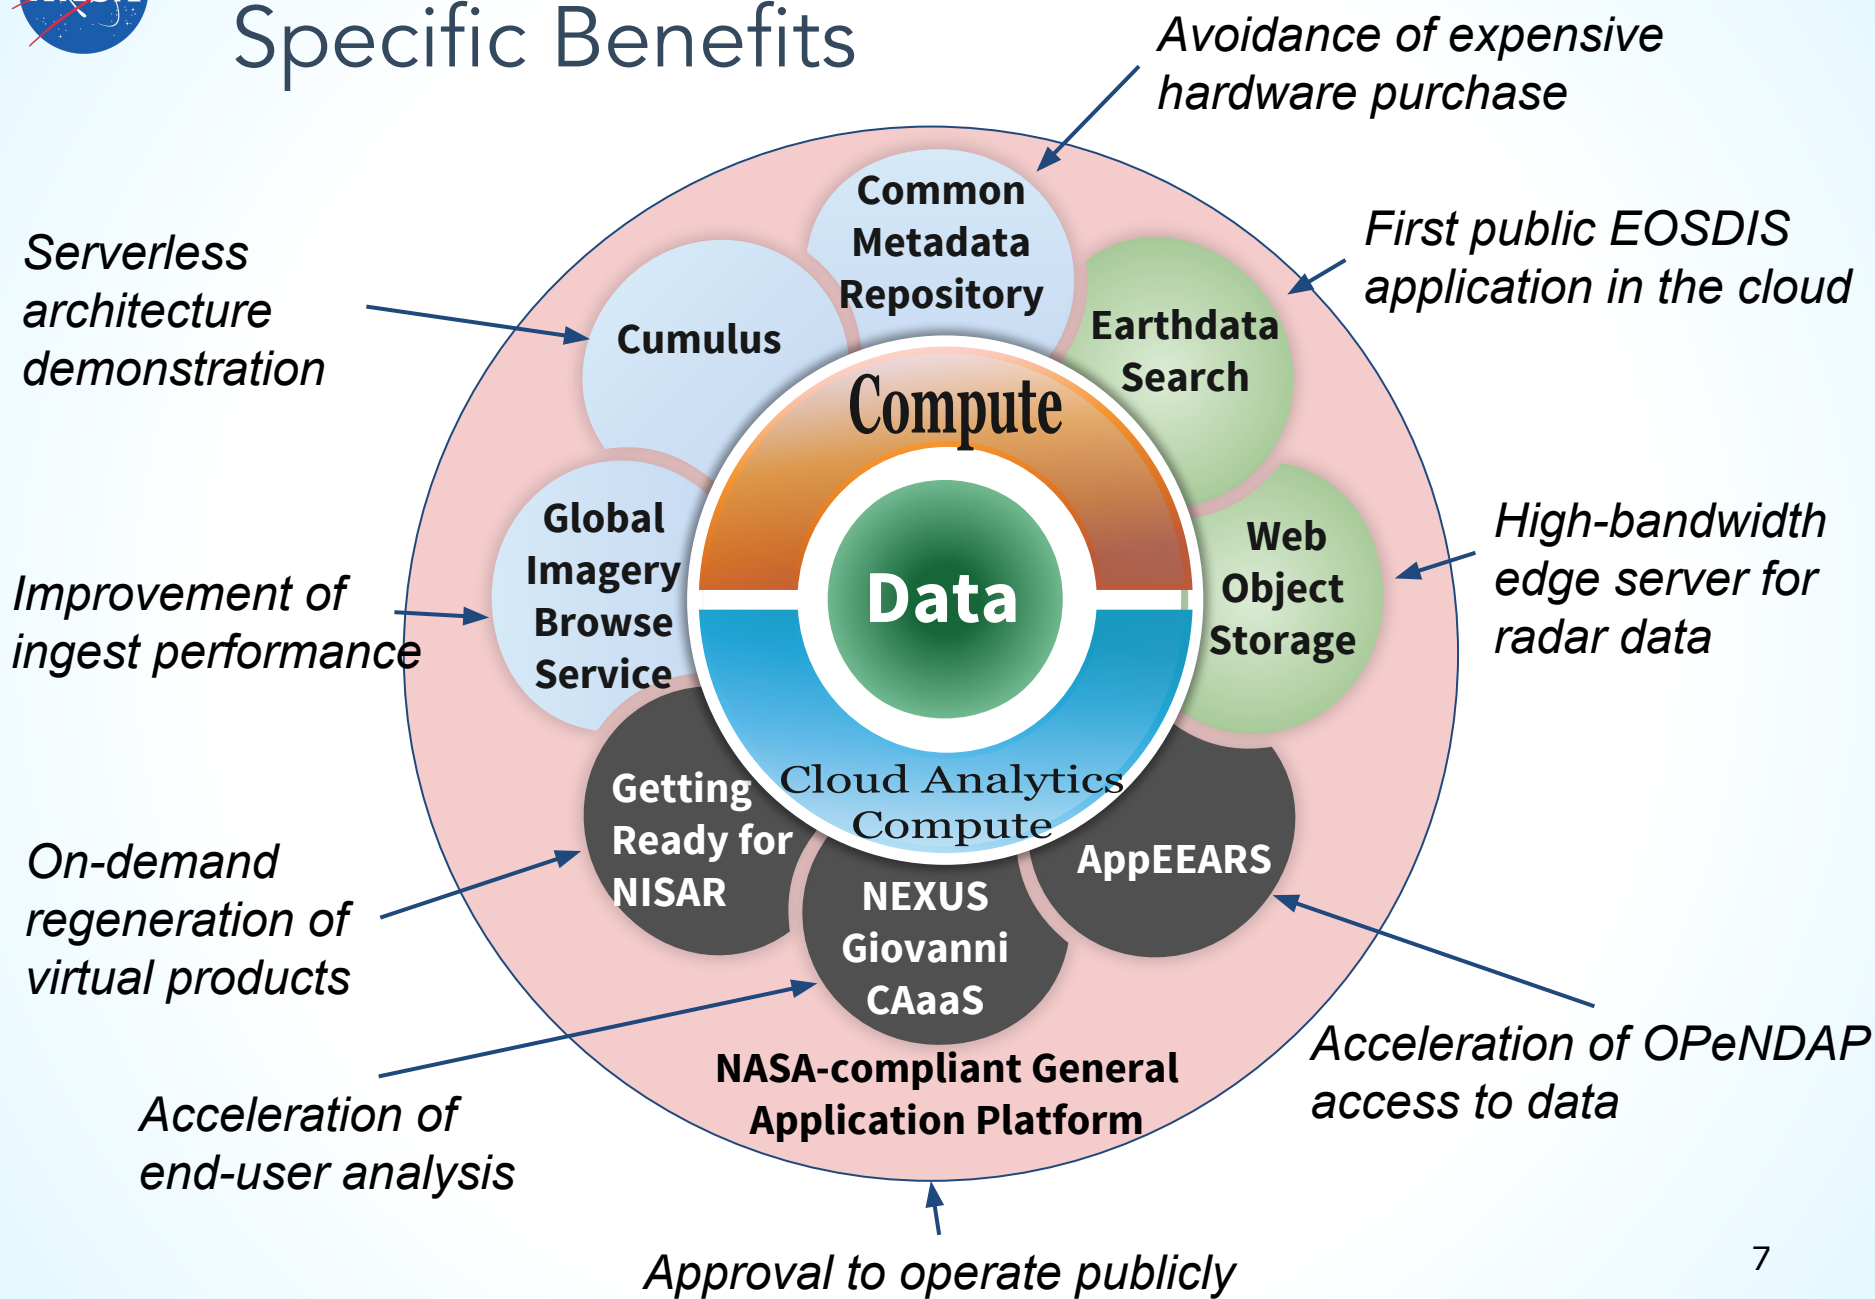 Specific Benefits
Avoidance of expensive
hardware purchase
Common
Metadata
Repository
First public EOSDIS
application in the cloud
Serverless
architecture
demonstration
Cumulus
Earthdata
Search
Compute
Data
Global
Imagery
Browse
Service
Web
Object
Storage
High-bandwidth
edge server for
radar data
Improvement of
ingest performance
Cloud Analytics
Compute
Getting
Ready for
NISAR
AppEEARS
NEXUS
Giovanni
CAaaS
On-demand
regeneration of
virtual products
Acceleration of OPeNDAP
access to data
NASA-compliant General
Application Platform
Acceleration of
end-user analysis
Approval to operate publicly
7